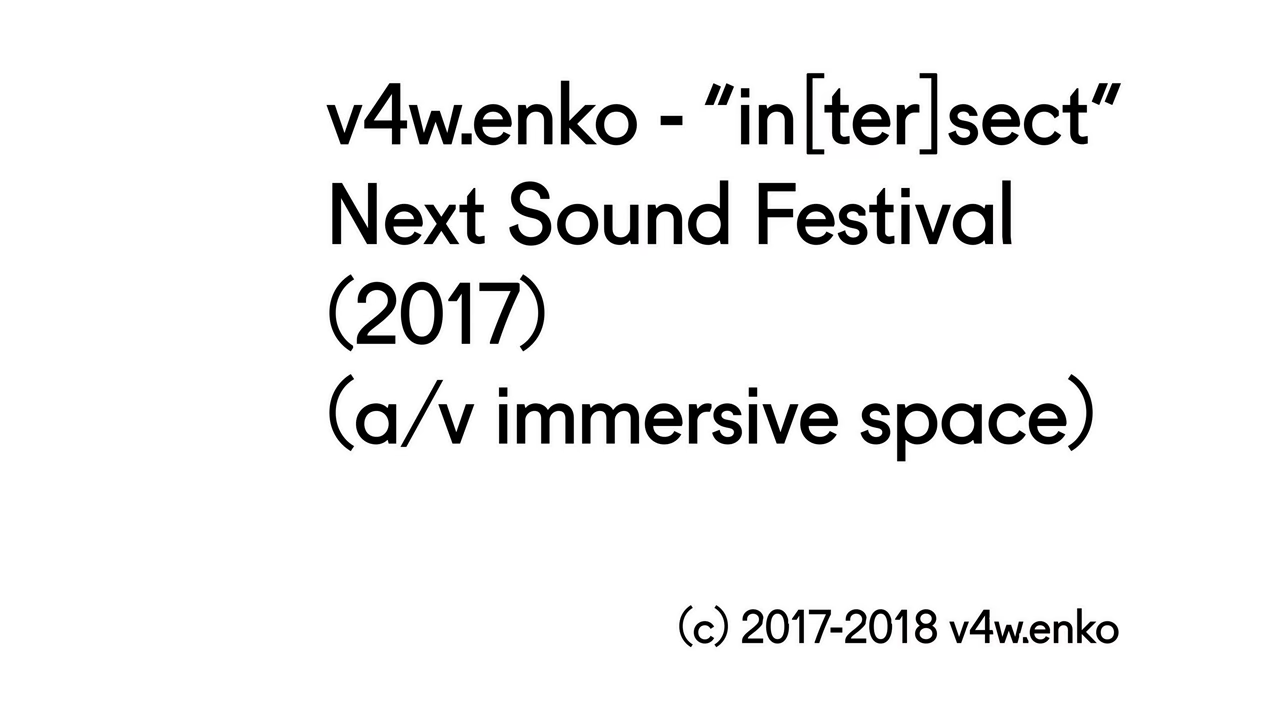 v4w.enko - “in[ter]sect“
Next Sound Festival
(2017)
(a/v immersive space)
(c) 2017-2018 v4w.enko